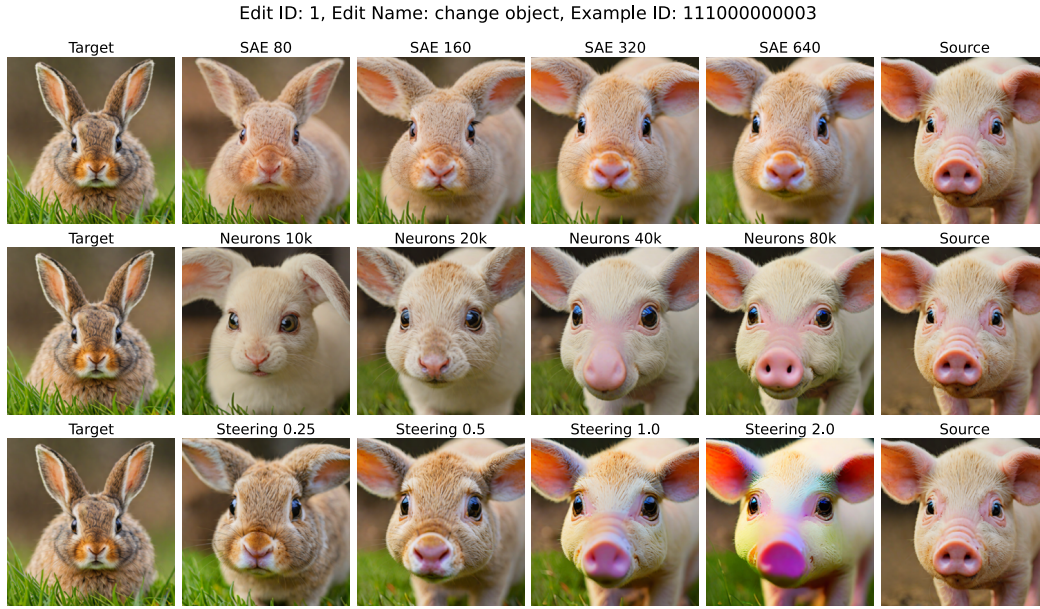 Edit ID: 1, Edit Name: change object, Example ID: 111000000003
Target SAE 80 SAE 160 SAE 320 SAE 640 Source
Target Neurons 10k Neurons 20k Neurons 40k Neurons 80k Source
Target Steering 0.25 Steering 0.5 Steering 1.0 Steering 2.0 Source